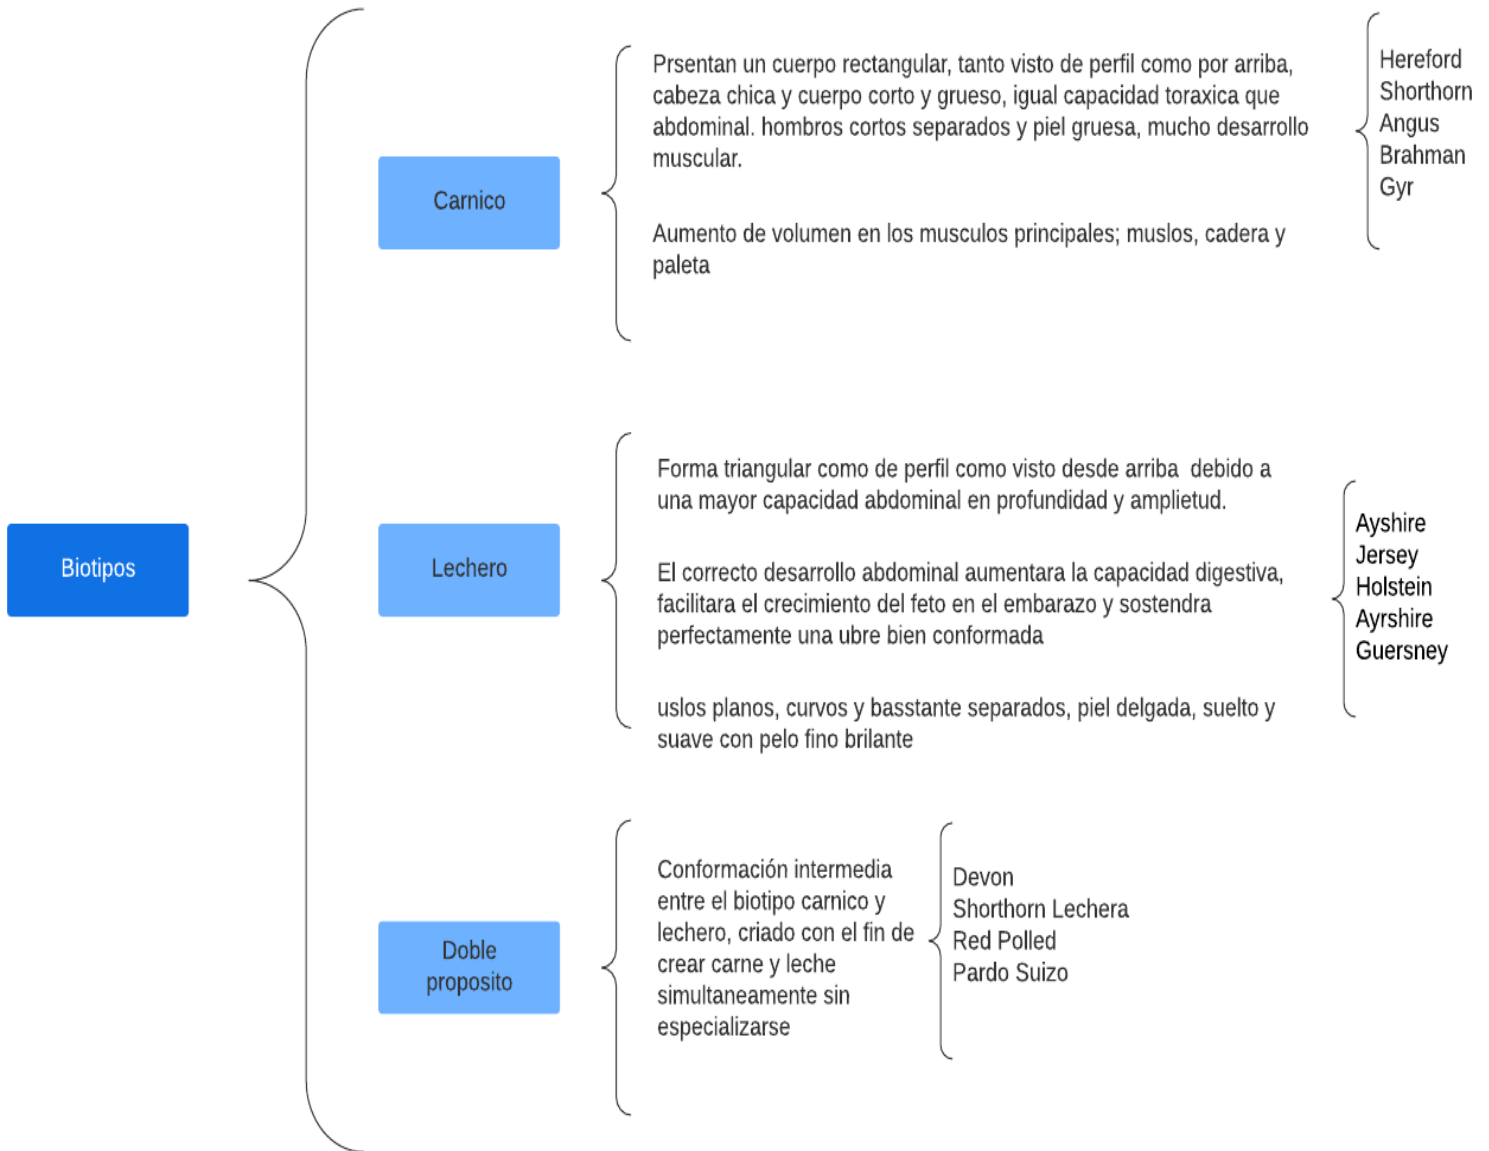 Biotipos
Carnico
Prsentan un cuerpo rectangular, tanto visto de perfil como por arriba,
cabeza chica y cuerpo corto y grueso, igual capacidad toraxica que
abdominal. hombros cortos separados y piel gruesa, mucho desarrollo
muscular.
Aumento de volumen en los musculos principales; muslos, cadera y
paleta
Hereford
Shorthorn
Angus
Brahman
Gyr
Lechero
Forma triangular como de perfil como visto desde arriba  debido a
una mayor capacidad abdominal en profundidad y amplietud.
El correcto desarrollo abdominal aumentara la capacidad digestiva,
facilitara el crecimiento del feto en el embarazo y sostendra
perfectamente una ubre bien conformada
uslos planos, curvos y basstante separados, piel delgada, suelto y
suave con pelo fino brilante
Ayshire
Jersey
Holstein
Ayrshire
Guersney
Doble
proposito
Conformación intermedia
entre el biotipo carnico y
lechero, criado con el fin de
crear carne y leche
simultaneamente sin
especializarse
Devon
Shorthorn Lechera
Red Polled
Pardo Suizo